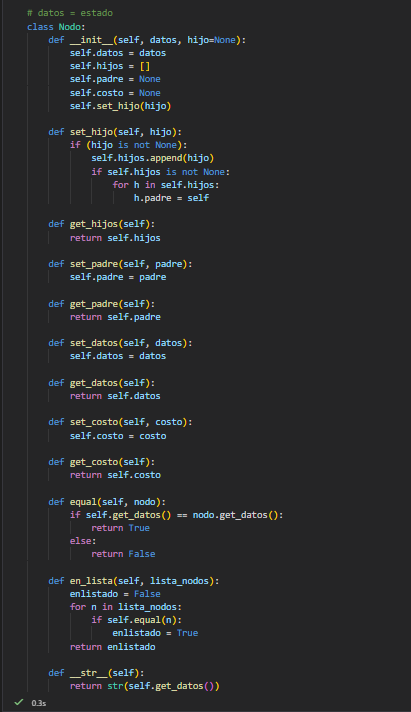 # datos = estado
class Nodo:
    def __init__(self, datos, hijo=None):
        self.datos = datos
        self.hijos = []
        self.padre = None
        self.costo = None
        self.set_hijo(hijo)
    def set_hijo(self, hijo):
        if (hijo is not None):
            self.hijos.append(hijo)
            if self.hijos is not None:
                for h in self.hijos:
                    h.padre = self
    def get_hijos(self):
        return self.hijos
    def set_padre(self, padre):
        self.padre = padre
    def get_padre(self):
        return self.padre
    def set_datos(self, datos):
        self.datos = datos
    def get_datos(self):
        return self.datos
    def set_costo(self, costo):
        self.costo = costo
    def get_costo(self):
        return self.costo
    def equal(self, nodo):
        if self.get_datos() == nodo.get_datos():
            return True
        else:
            return False
    def en_lista(self, lista_nodos):
        enlistado = False
        for n in lista_nodos:
            if self.equal(n):
                enlistado = True
        return enlistado
    def __str__(self):
        return str(self.get_datos())
✓ 0.3s